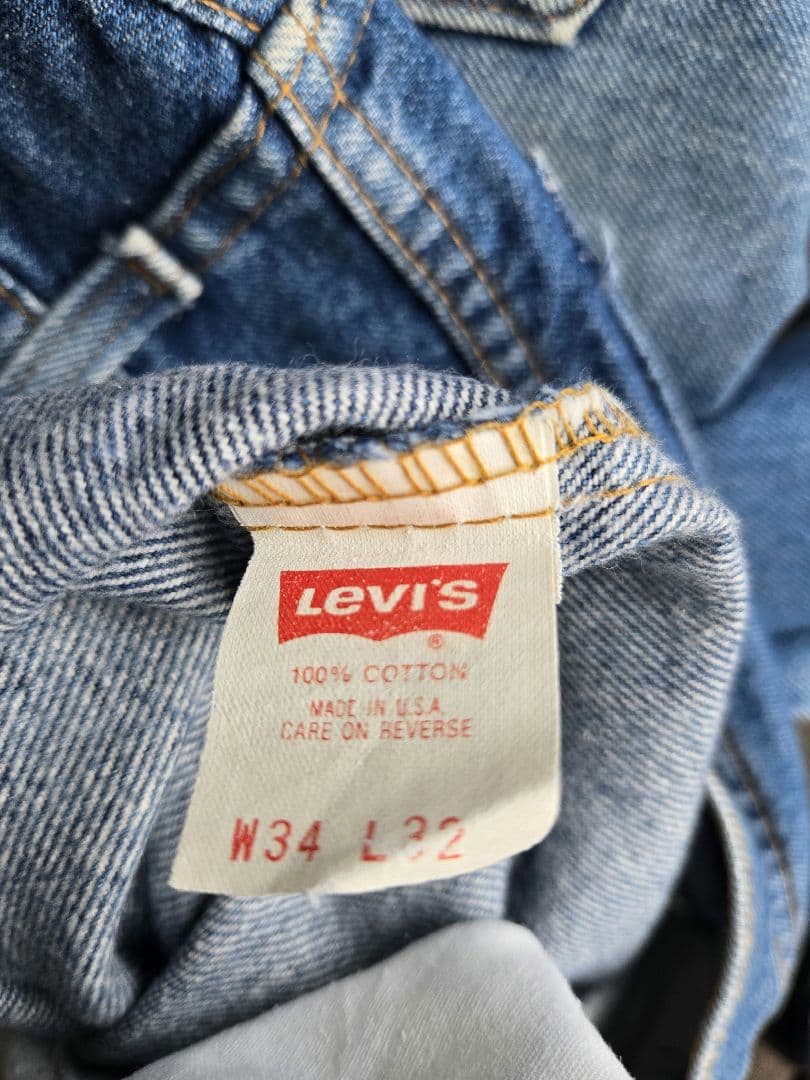 LEVI'S
®
100% COTTON
MADE IN U.S.A.
CARE ON REVERSE
W34 L32